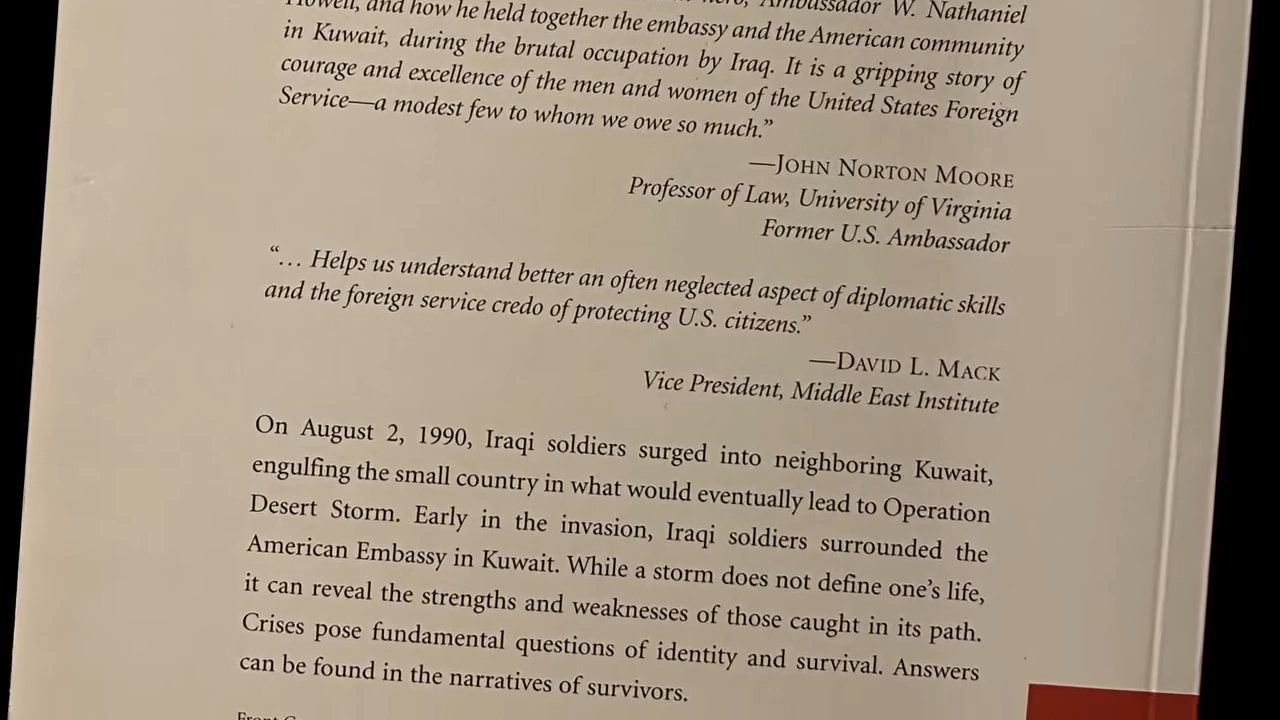 Howell, and how he held together the embassy and the American community
in Kuwait, during the brutal occupation by Iraq. It is a gripping story of
courage and excellence of the men and women of the United States Foreign
Service—a modest few to whom we owe so much.”
—JOHN NORTON MOORE
Professor of Law, University of Virginia
Former U.S. Ambassador
“… Helps us understand better an often neglected aspect of diplomatic skills
and the foreign service credo of protecting U.S. citizens.”
—DAVID L. MACK
Vice President, Middle East Institute
On August 2, 1990, Iraqi soldiers surged into neighboring Kuwait,
engulfing the small country in what would eventually lead to Operation
Desert Storm. Early in the invasion, Iraqi soldiers surrounded the
American Embassy in Kuwait. While a storm does not define one’s life,
it can reveal the strengths and weaknesses of those caught in its path.
Crises pose fundamental questions of identity and survival. Answers
can be found in the narratives of survivors.